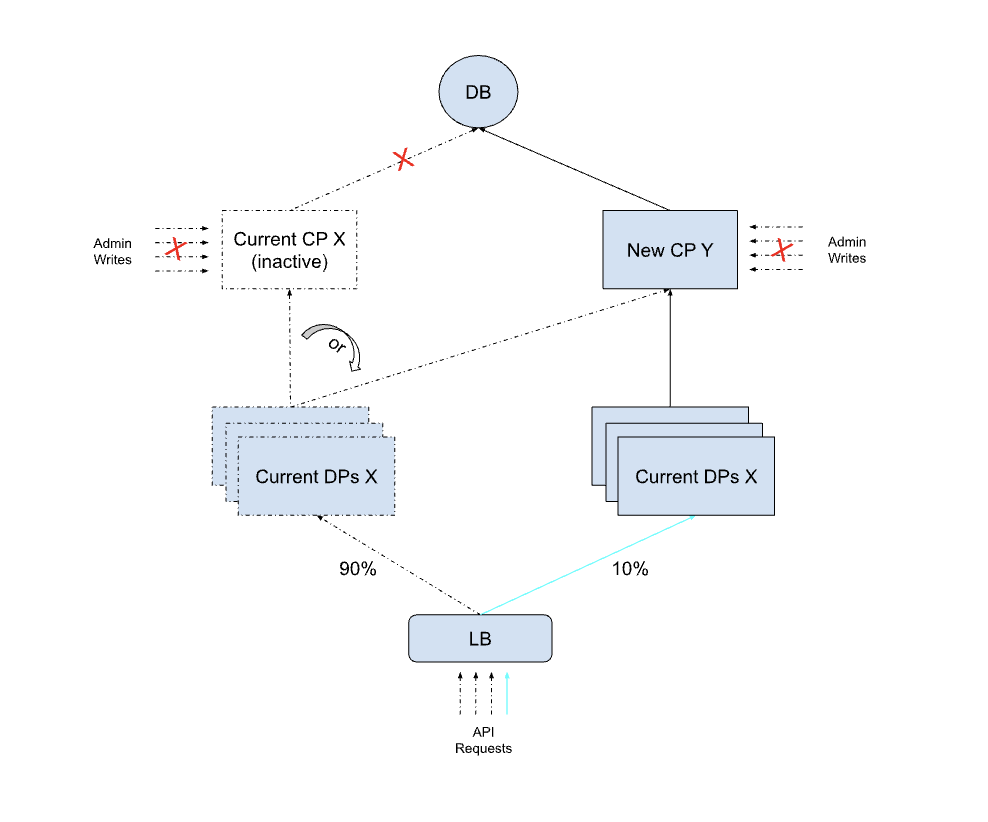 DB
Current CP X
(inactive)
New CP Y
Admin
Writes
X
X
X
Admin
Writes
or
Current DPs X
Current DPs X
90%
10%
LB
API
Requests